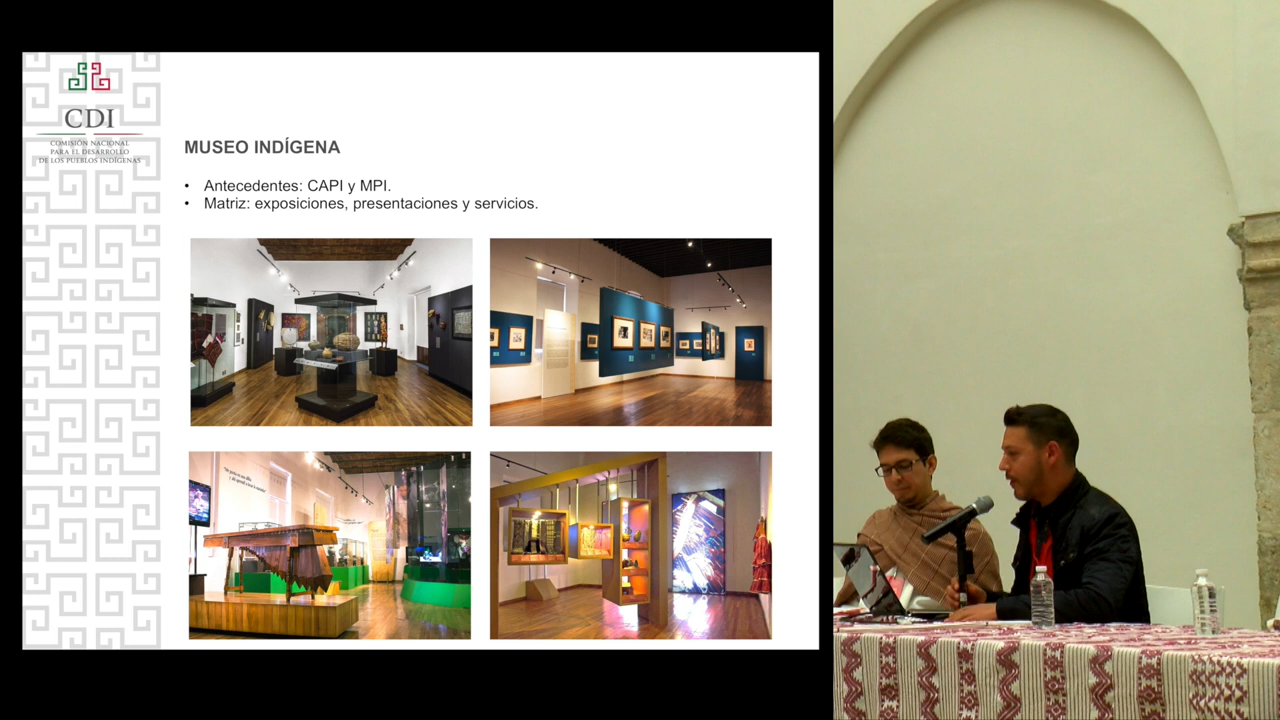 CDI
COMISIÓN NACIONAL
PARA EL DESARROLLO
DE LOS PUEBLOS INDÍGENAS
MUSEO INDÍGENA
• Antecedentes: CAPI y MPI.
• Matriz: exposiciones, presentaciones y servicios.